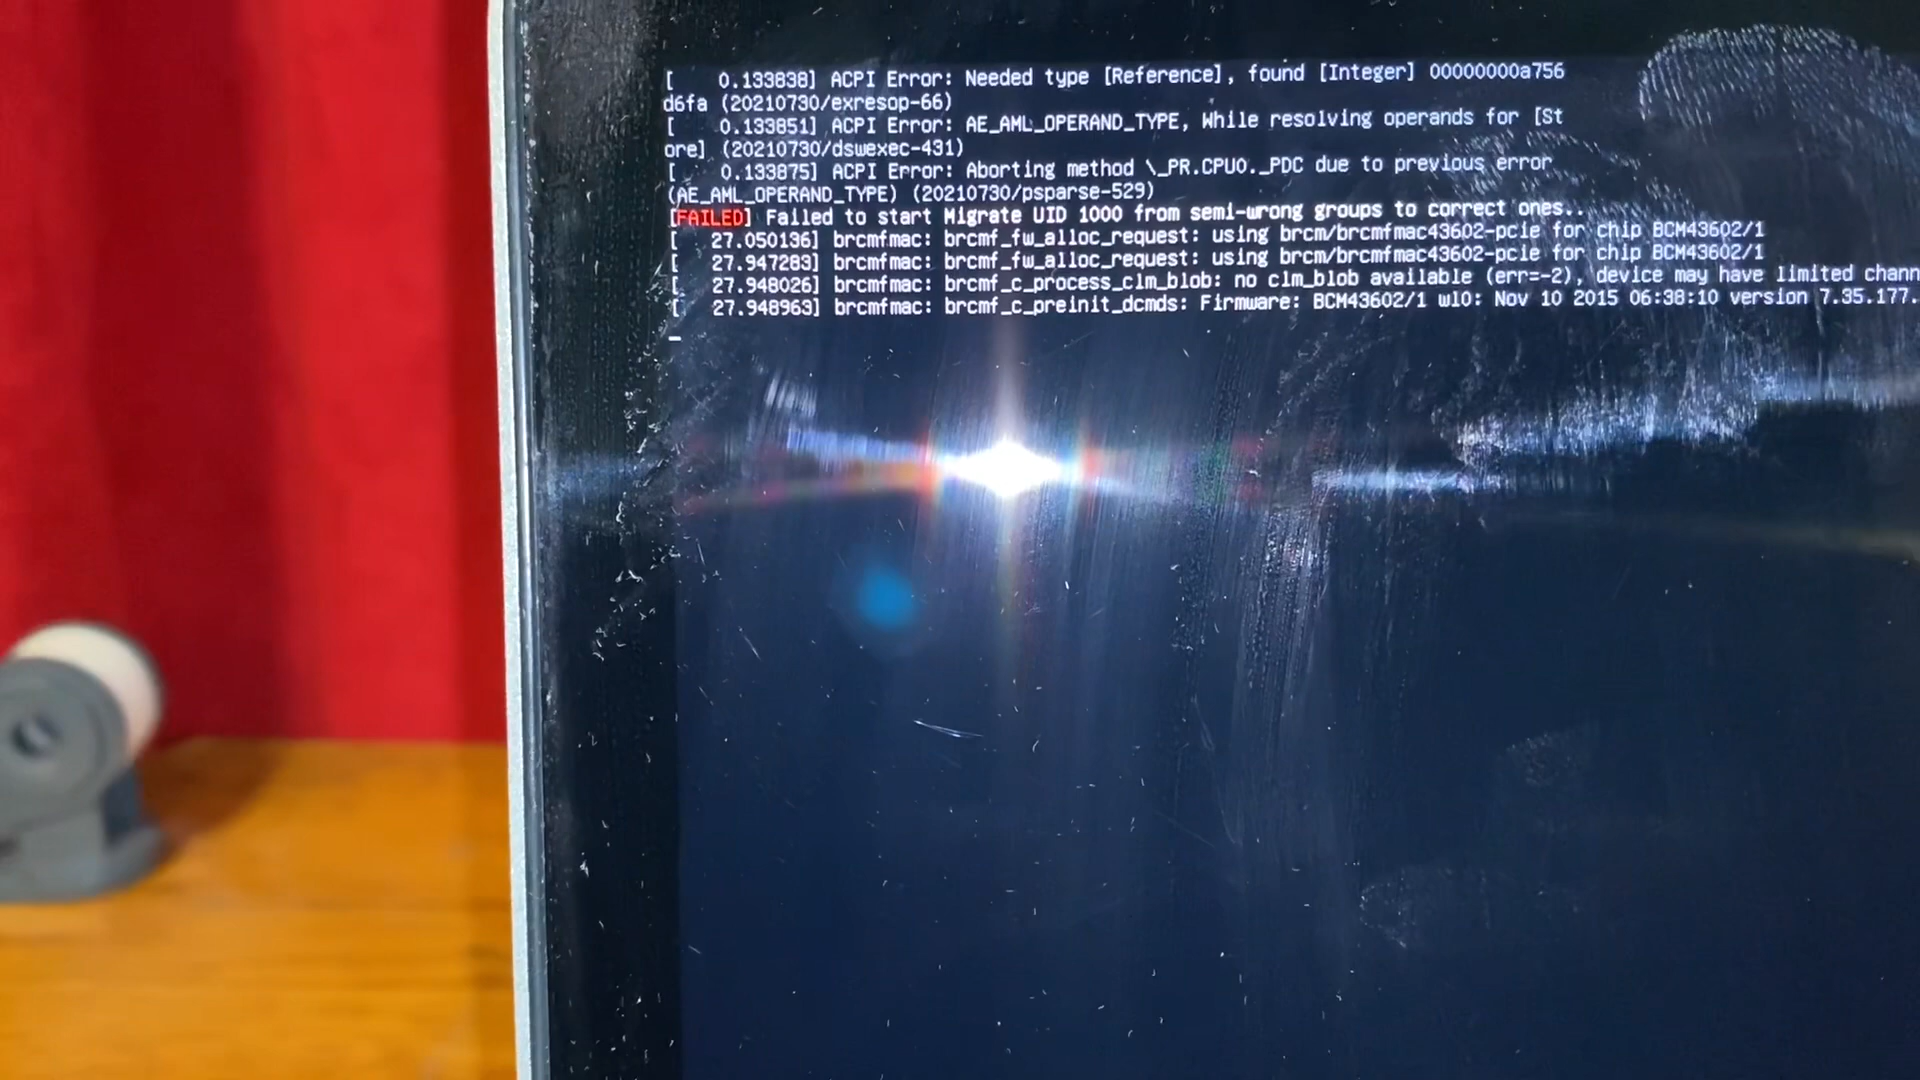 [    0.133838] ACPI Error: Needed type [Reference], found [Integer] 00000000a756
d6fa (20210730/exresop-66)
[    0.133851] ACPI Error: AE_AML_OPERAND_TYPE, While resolving operands for [St
ore] (20210730/dswexec-431)
[    0.133875] ACPI Error: Aborting method \_PR.CPU0._PDC due to previous error
(AE_AML_OPERAND_TYPE) (20210730/psparse-529)
[FAILED] Failed to start Migrate UID 1000 from semi-wrong groups to correct ones..
[   27.050136] brcmfmac: brcmf_fw_alloc_request: using brcm/brcmfmac43602-pcie for chip BCM43602/1
[   27.947283] brcmfmac: brcmf_fw_alloc_request: using brcm/brcmfmac43602-pcie for chip BCM43602/1
[   27.948026] brcmfmac: brcmf_c_process_clm_blob: no clm_blob available (err=-2), device may have limited chann
[   27.948963] brcmfmac: brcmf_c_preinit_dcmds: Firmware: BCM43602/1 wl0: Nov 10 2015 06:38:10 version 7.35.177.